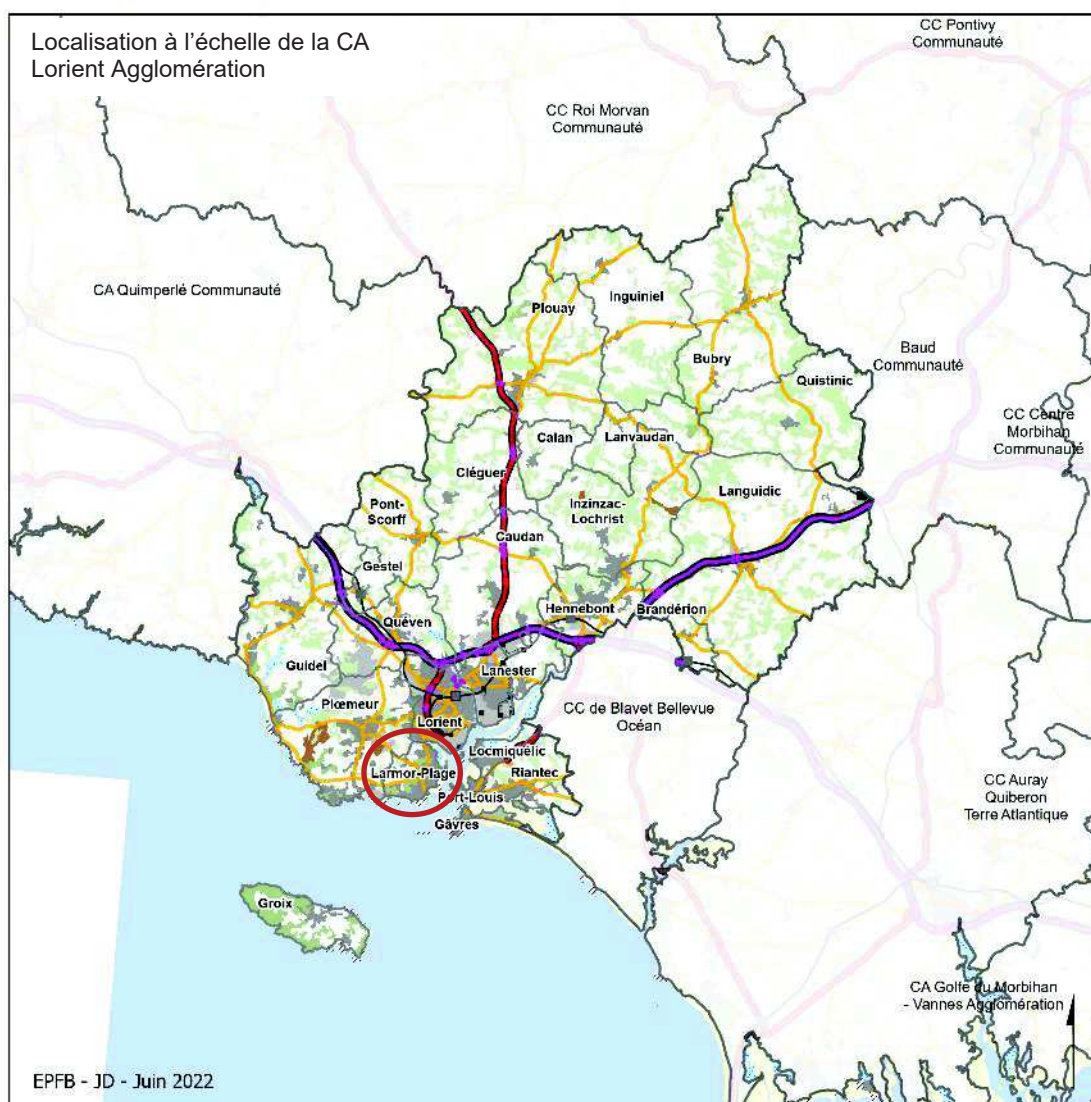 Localisation à l'échelle de la CA
Lorient Agglomération
CC Pontivy
Communauté
CC Roi Morvan
Communauté
CA Quimperlé Communauté
Plouay
Inguiniel
Bubry
Baud
Communauté
Quistinic
CC Centre
Morbihan
Communauté
Calan
Lanvaudan
Cléguer
Languidic
Pont-
Scorff
Inzinzac-
Lochrist
Caudan
Gestel
Hennebont
Brandérion
Quéven
Guidel
Lanester
Plœmeur
Lorient
CC de Blavet Bellevue
Océan
Locmiquélic
Larmor-Plage
Riantec
Port-Louis
CC Auray
Quiberon
Terre Atlantique
Gâvres
Groix
CA Golfe du Morbihan
- Vannes Agglomération
EPFB - JD - Juin 2022